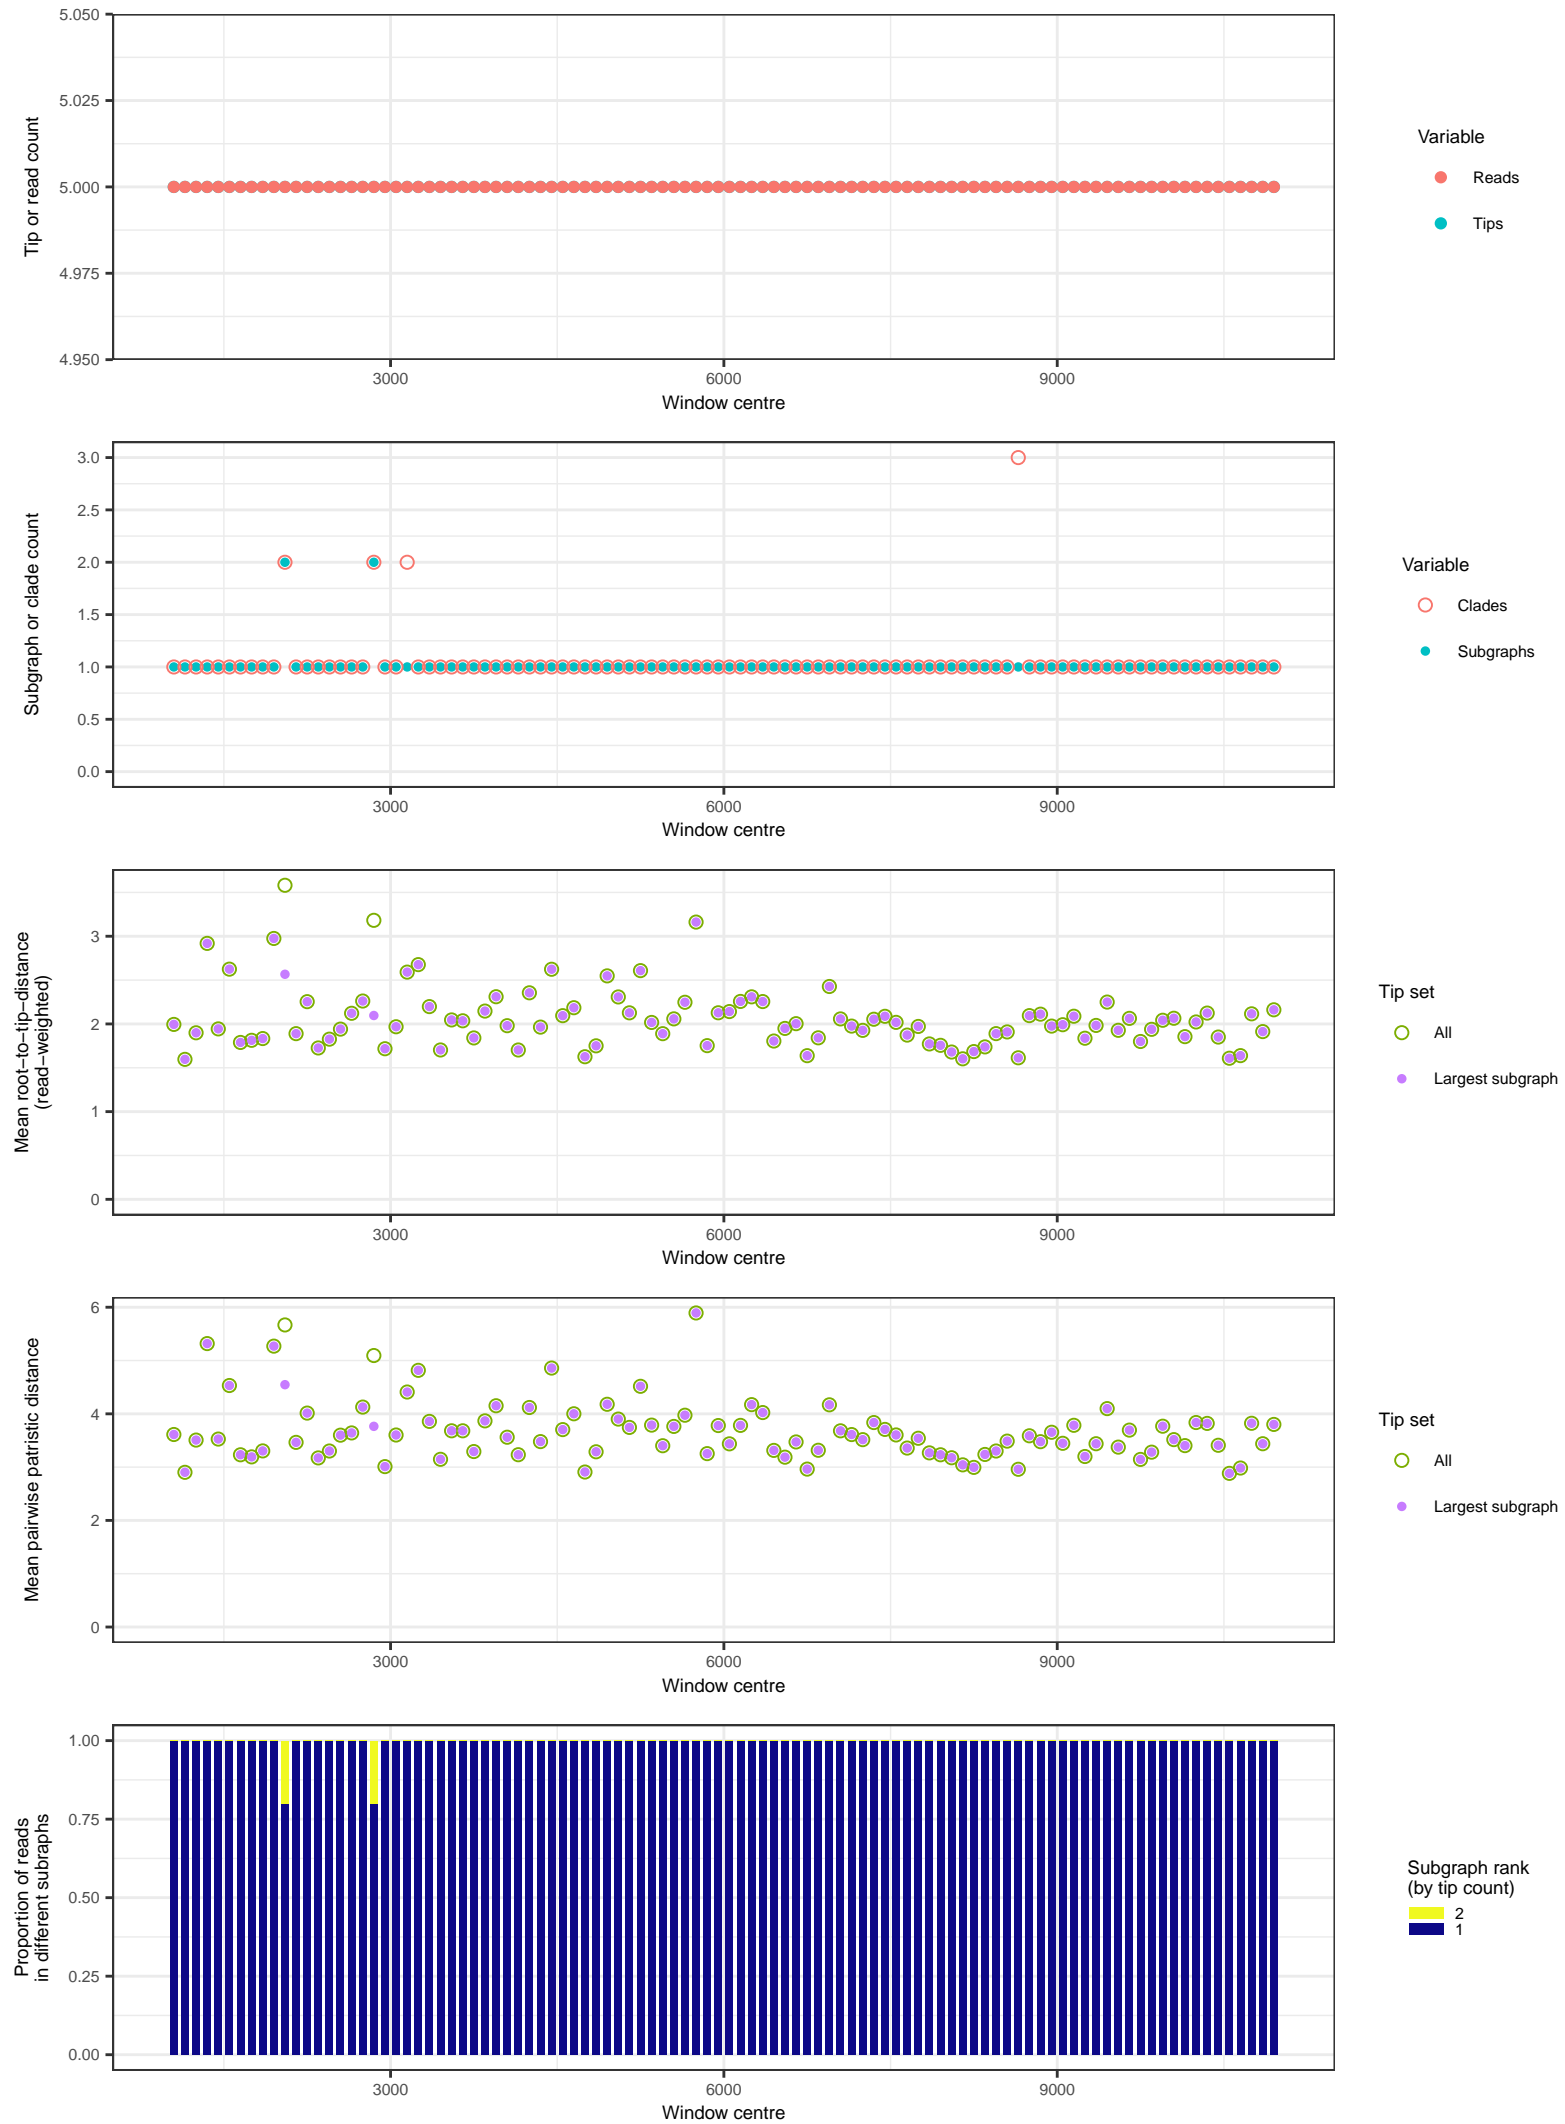 5.050
5.025
5.000
4.975
4.950
Tip or read count
3000 6000 9000
Window centre
Variable
Reads
Tips
3.0
2.5
2.0
1.5
1.0
0.5
0.0
Subgraph or clade count
3000 6000 9000
Window centre
Variable
Clades
Subgraphs
3
2
1
0
Mean root−to−tip−distance
(read−weighted)
3000 6000 9000
Window centre
Tip set
All
Largest subgraph
6
4
2
0
Mean pairwise patristic distance
3000 6000 9000
Window centre
Tip set
All
Largest subgraph
1.00
0.75
0.50
0.25
0.00
Proportion of reads
in different subraphs
3000 6000 9000
Window centre
Subgraph rank
(by tip count)
2
1